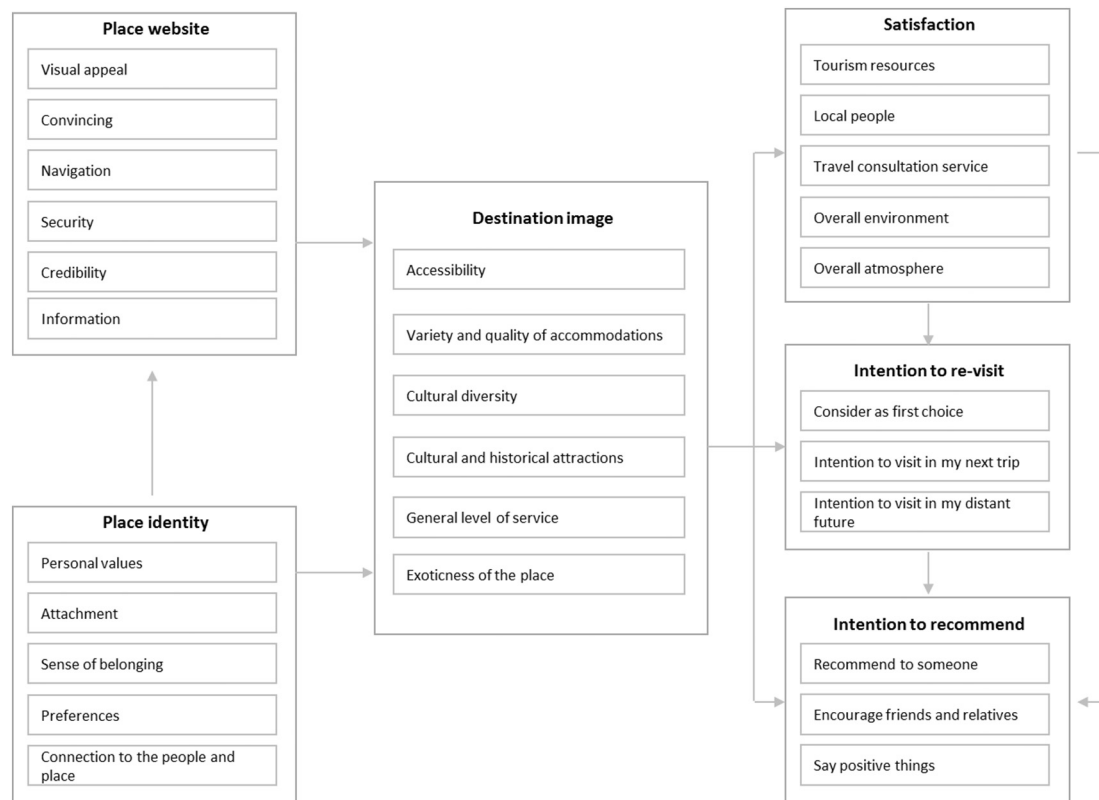 Place website
Visual appeal
Convincing
Navigation
Security
Credibility
Information
Place identity
Personal values
Attachment
Sense of belonging
Preferences
Connection to the people and
place
Destination image
Accessibility
Variety and quality of accommodations
Cultural diversity
Cultural and historical attractions
General level of service
Exoticness of the place
Satisfaction
Tourism resources
Local people
Travel consultation service
Overall environment
Overall atmosphere
Intention to re-visit
Consider as first choice
Intention to visit in my next trip
Intention to visit in my distant
future
Intention to recommend
Recommend to someone
Encourage friends and relatives
Say positive things